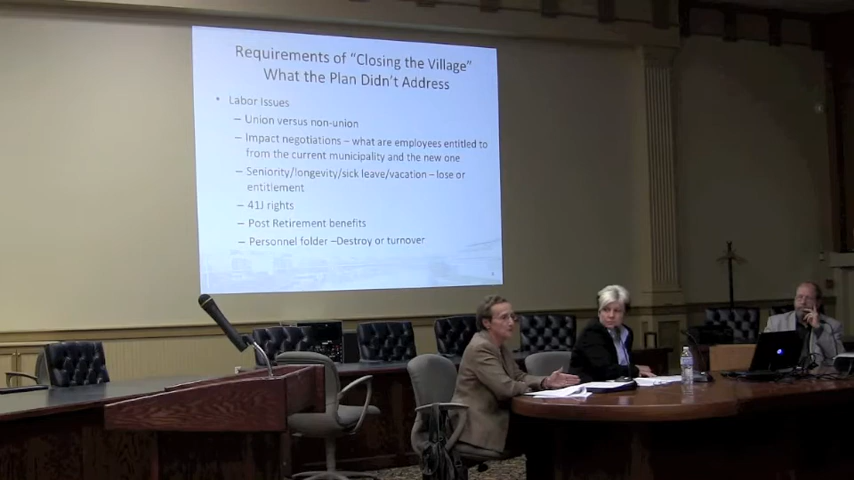 Requirements of “Closing the Village”
What the Plan Didn’t Address
• Labor Issues
– Union versus non-union
– Impact negotiations – what are employees entitled to
from the current municipality and the new one
– Seniority/longevity/sick leave/vacation – lose or
entitlement
– 41J rights
– Post Retirement benefits
– Personnel folder –Destroy or turnover